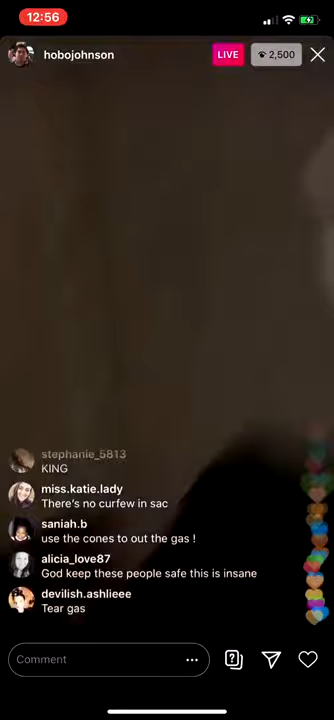 12:56
hobojohnson
LIVE
2,500
stephanie_5813
KING
miss.katie.lady
There's no curfew in sac
saniah.b
use the cones to out the gas !
alicia_love87
God keep these people safe this is insane
devilish.ashlieee
Tear gas
Comment